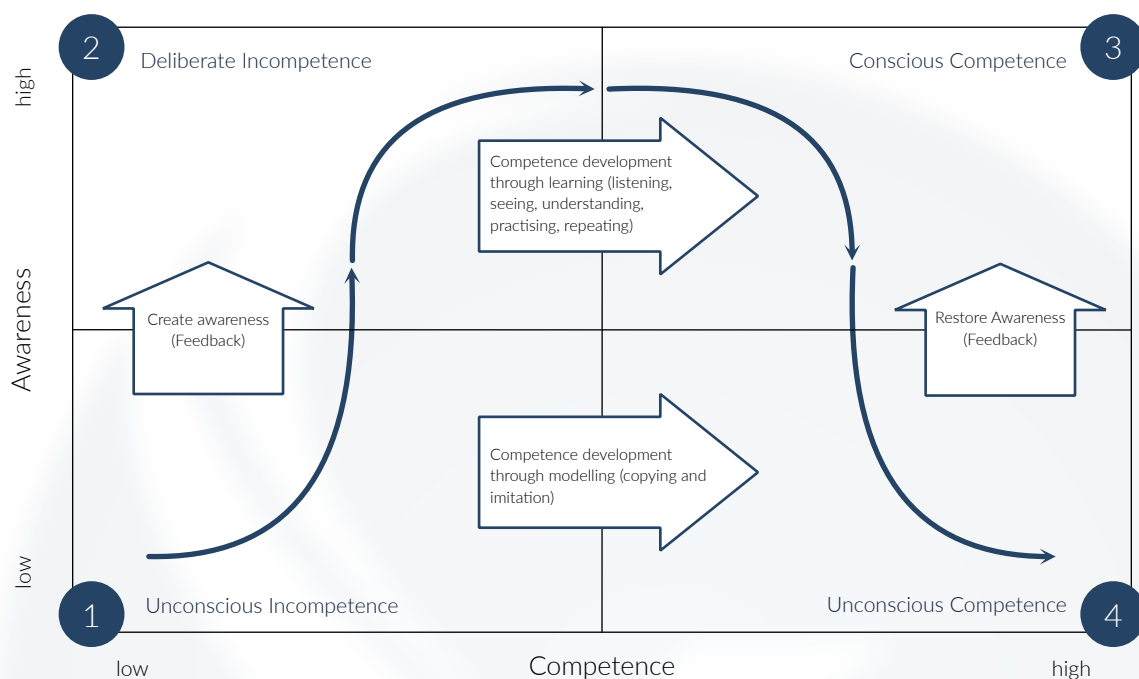 2
Deliberate Incompetence
Conscious Competence
3
high
Competence development
through learning (listening,
seeing, understanding,
practising, repeating)
Awareness
Create awareness
(Feedback)
Restore Awareness
(Feedback)
Competence development
through modelling (copying and
imitation)
low
1
Unconscious Incompetence
Unconscious Competence
4
low
Competence
high